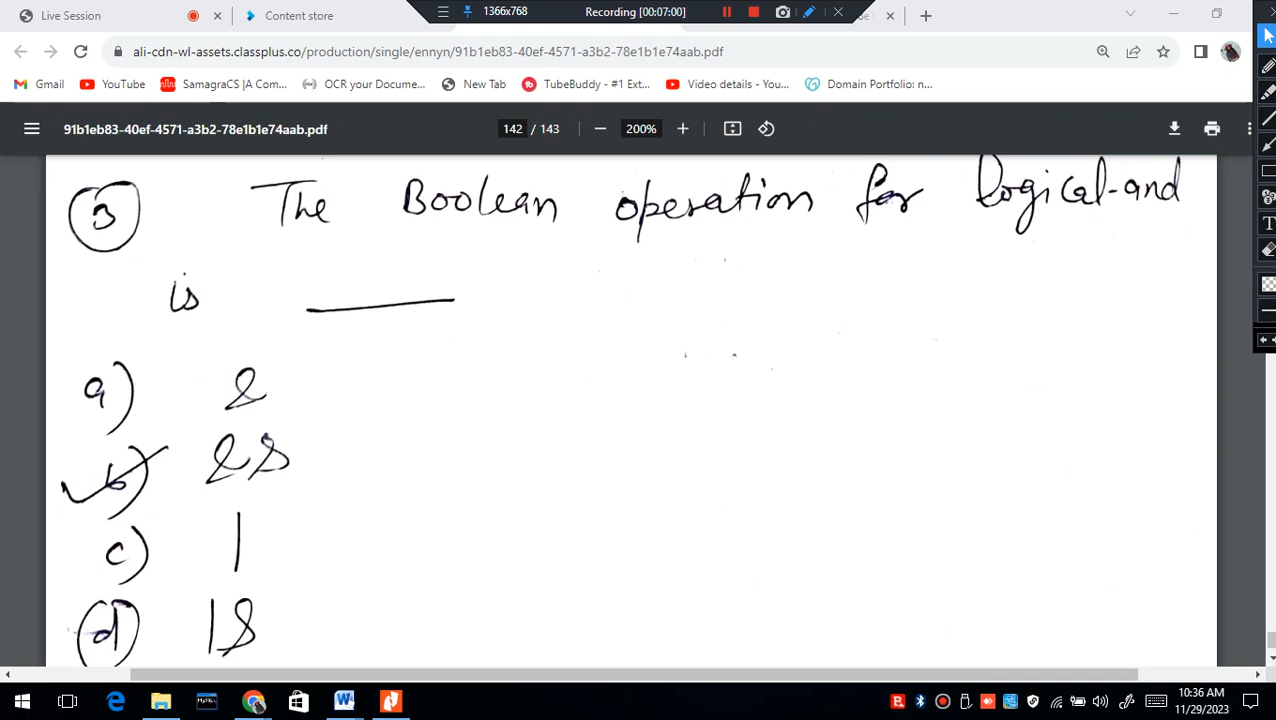 Live Session
Content store
1366x768
Recording [00:07:00]
ali-cdn-wl-assets.classplus.co/production/single/ennyn/91b1eb83-40ef-4571-a3b2-78e1b1e74aab.pdf
Gmail
YouTube
SamagraCS |A Com...
OCR your Docume...
New Tab
TubeBuddy - #1 Ext...
Video details - You...
Domain Portfolio: n...
91b1eb83-40ef-4571-a3b2-78e1b1e74aab.pdf
142 / 143
200%
3 The Boolean operation for Logical-and
is
a) &
b) &&
c) |
d) |&
10:36 AM
11/29/2023